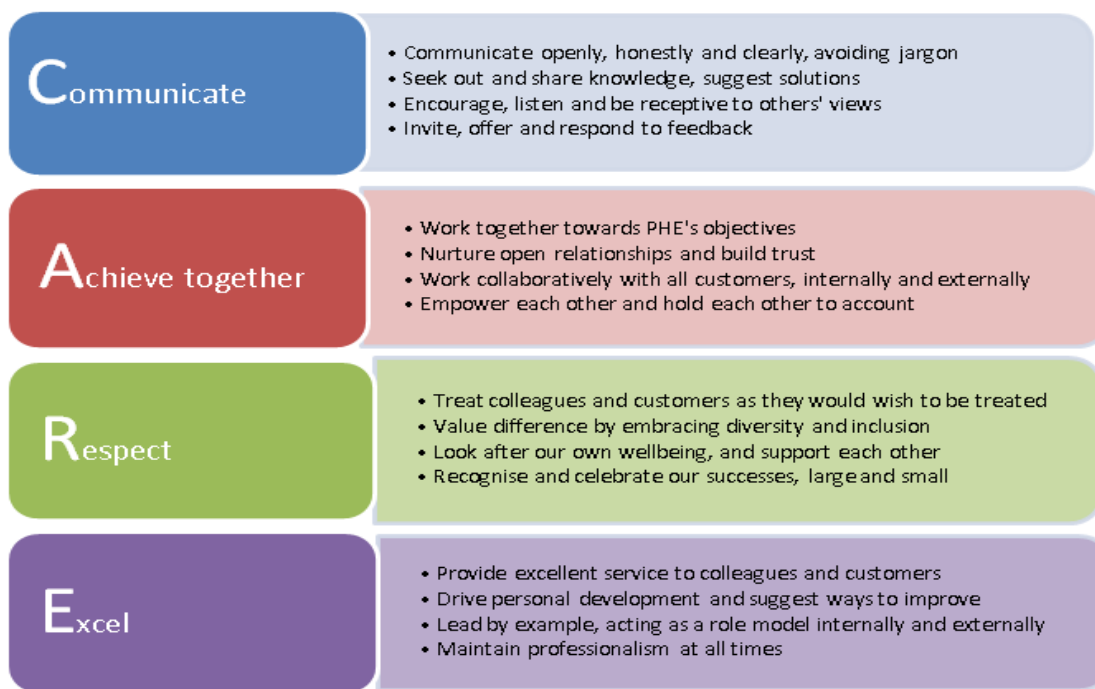 Communicate
• Communicate openly, honestly and clearly, avoiding jargon
• Seek out and share knowledge, suggest solutions
• Encourage, listen and be receptive to others' views
• Invite, offer and respond to feedback
Achieve together
• Work together towards PHE's objectives
• Nurture open relationships and build trust
• Work collaboratively with all customers, internally and externally
• Empower each other and hold each other to account
Respect
• Treat colleagues and customers as they would wish to be treated
• Value difference by embracing diversity and inclusion
• Look after our own wellbeing, and support each other
• Recognise and celebrate our successes, large and small
Excel
• Provide excellent service to colleagues and customers
• Drive personal development and suggest ways to improve
• Lead by example, acting as a role model internally and externally
• Maintain professionalism at all times